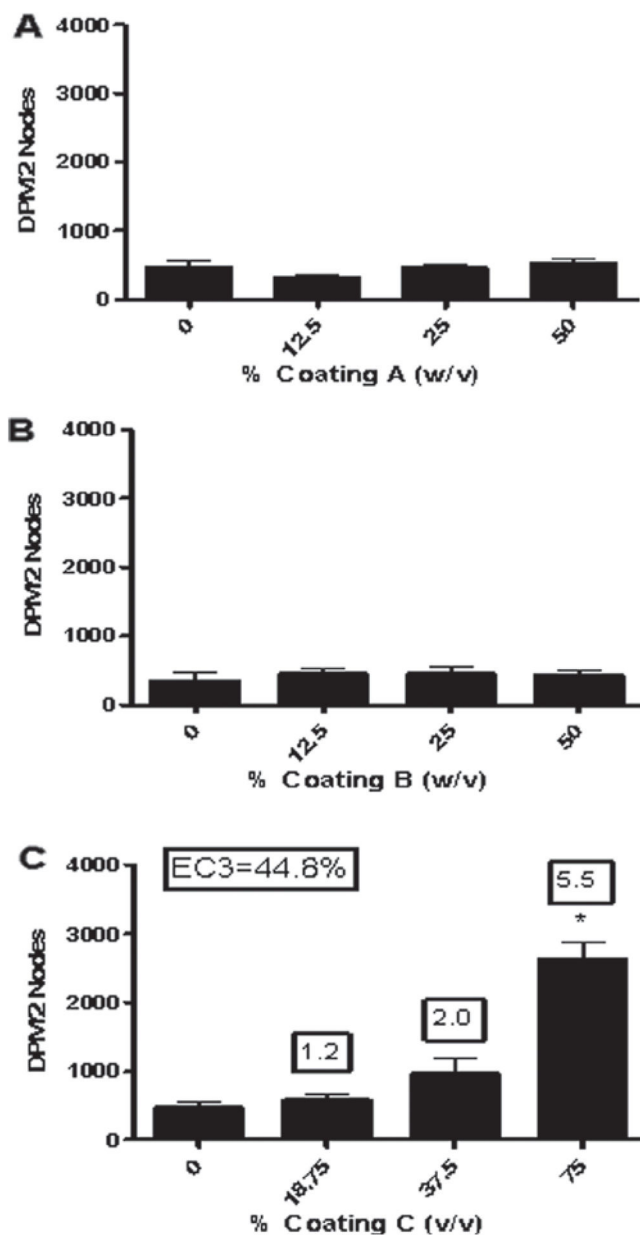 A
4000
3000
2000
1000
0
DPM/2 Nodes
0 12.5 25 50
% Coating A (w/v)
B
4000
3000
2000
1000
0
DPM/2 Nodes
0 12.5 25 50
% Coating B (w/v)
C
EC3=44.8%
4000
3000
2000
1000
0
DPM/2 Nodes
1.2
2.0
5.5
*
0 18.75 37.5 75
% Coating C (v/v)